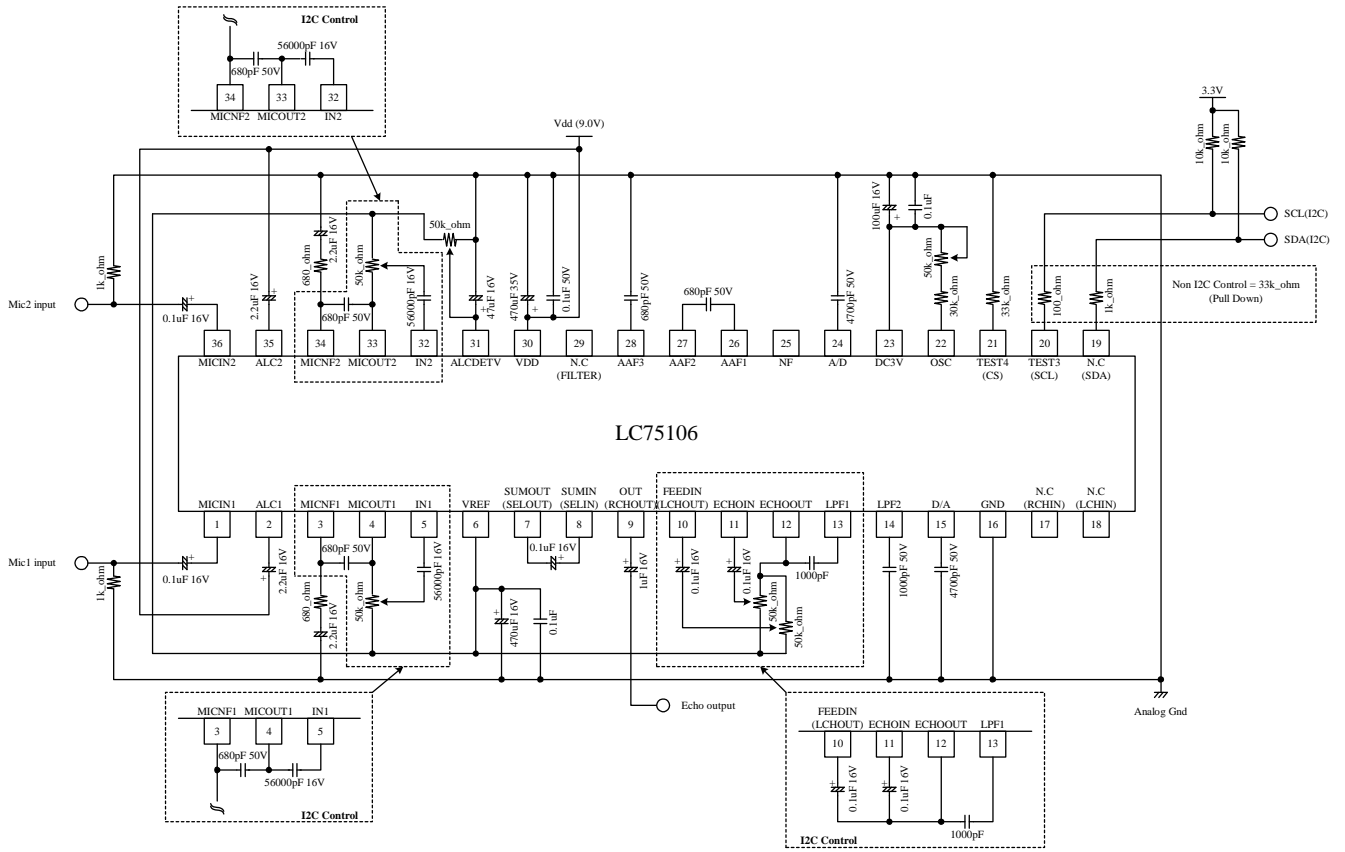 I2C Control
56000pF 16V
680pF 50V
34
33
32
MICNF2
MICOUT2
IN2
Vdd (9.0V)
3.3V
10k_ohm
10k_ohm
SCL(I2C)
SDA(I2C)
Non I2C Control = 33k_ohm
(Pull Down)
1k_ohm
Mic2 input
0.1uF 16V
2.2uF 16V
2.2uF 16V
680_ohm
680pF 50V
50k_ohm
56000pF 16V
50k_ohm
47uF 16V
470uF 35V
0.1uF 50V
680pF 50V
680pF 50V
4700pF 50V
100uF 16V
0.1uF
50k_ohm
30k_ohm
33k_ohm
100_ohm
1k_ohm
36
35
34
33
32
31
30
29
28
27
26
25
24
23
22
21
20
19
MICIN2
ALC2
MICNF2
MICOUT2
IN2
ALCDETV
VDD
N.C
(FILTER)
AAF3
AAF2
AAF1
NF
A/D
DC3V
OSC
TEST4
(CS)
TEST3
(SCL)
N.C
(SDA)
LC75106
MICIN1
ALC1
MICNF1
MICOUT1
IN1
VREF
SUMOUT
(SELOUT)
SUMIN
(SELIN)
OUT
(RCHOUT)
FEEDIN
(LCHOUT)
ECHOIN
ECHOOUT
LPF1
LPF2
D/A
GND
N.C
(RCHIN)
N.C
(LCHIN)
1
2
3
4
5
6
7
8
9
10
11
12
13
14
15
16
17
18
Mic1 input
0.1uF 16V
1k_ohm
2.2uF 16V
680pF 50V
680_ohm
2.2uF 16V
50k_ohm
56000pF 16V
470uF 16V
0.1uF
0.1uF 16V
1uF 16V
0.1uF 16V
0.1uF 16V
1000pF
50k_ohm
50k_ohm
1000pF 50V
4700pF 50V
Echo output
Analog Gnd
MICNF1
MICOUT1
IN1
3
4
5
680pF 50V
56000pF 16V
I2C Control
FEEDIN
(LCHOUT)
ECHOIN
ECHOOUT
LPF1
10
11
12
13
0.1uF 16V
0.1uF 16V
1000pF
I2C Control